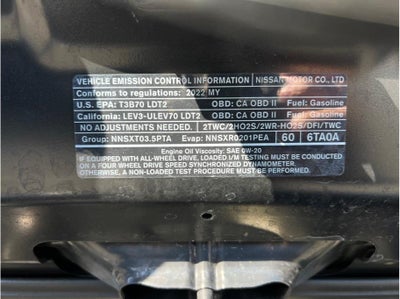 VEHICLE EMISSION CONTROL INFORMATION NISSAN MOTOR CO., LTD
Conforms to regulations: 2022 MY
U.S. EPA: T3B70 LDT2 OBD: CA OBD II Fuel: Gasoline
California: LEV3-ULEV70 LDT2 OBD: CA OBD II Fuel: Gasoline
NO ADJUSTMENTS NEEDED 2TWC/2HO2S/2WR-HO2S/DFI/TWC
Group: NNSXT03.5PTA Evap: NNSXR0201PEA 60 6TA0A
Engine Oil Viscosity: SAE 0W-20
IF EQUIPPED WITH ALL-WHEEL DRIVE, LOADED I/M TESTING MUST BE CONDUCTED
ON A FOUR WHEEL DRIVE SPEED SYNCHRONIZED DYNAMOMETER.
ALTERNATIVELY, A NON-LOADED TEST PROCEDURE MUST BE PERFORMED.